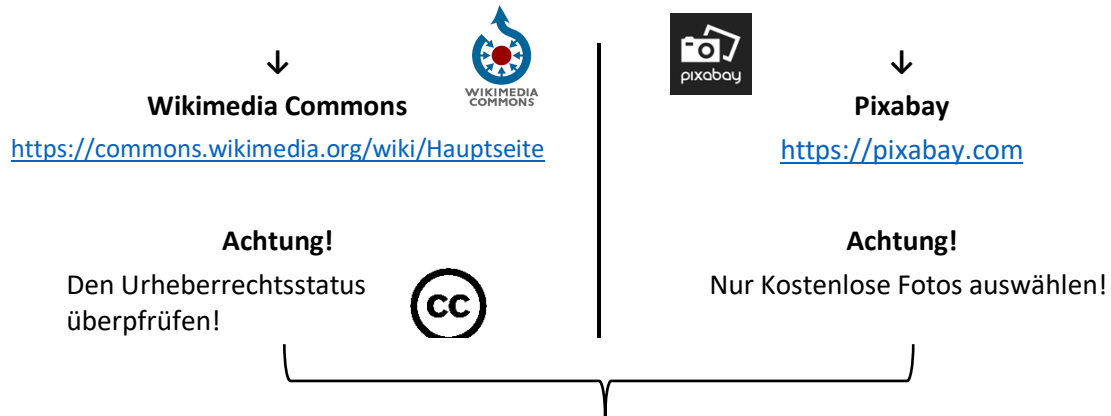 ↓
WIKIMEDIA
COMMONS
Wikimedia Commons
https://commons.wikimedia.org/wiki/Hauptseite
Achtung!
Den Urheberrechtsstatus
überpfrüfen!
cc
pixabay
↓
Pixabay
https://pixabay.com
Achtung!
Nur Kostenlose Fotos auswählen!